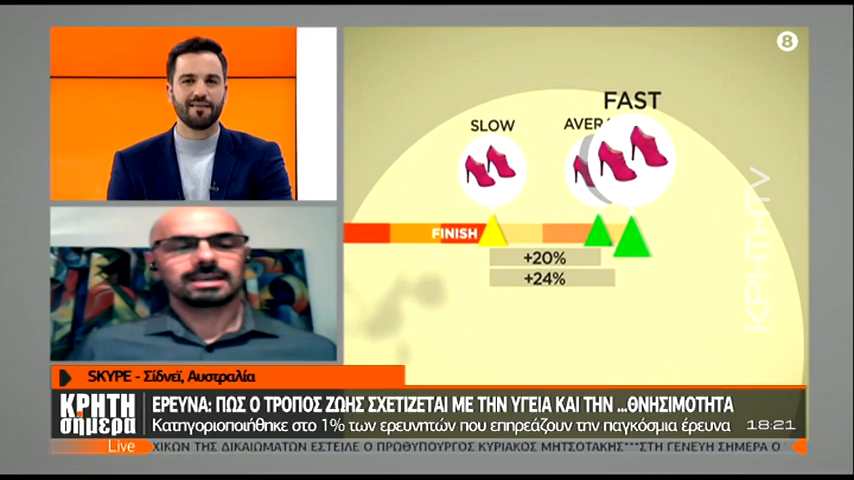 8
FAST
SLOW
AVERA
FINISH
+20%
+24%
ΚΡΗΤΗTV
SKYPE - Σίδνεϊ, Αυστραλία
ΚΡΗΤΗ
σήμερα
ΕΡΕΥΝΑ: ΠΩΣ Ο ΤΡΟΠΟΣ ΖΩΗΣ ΣΧΕΤΙΖΕΤΑΙ ΜΕ ΤΗΝ ΥΓΕΙΑ ΚΑΙ ΤΗΝ ...ΘΝΗΣΙΜΟΤΗΤΑ
Κατηγοριοποιήθηκε στο 1% των ερευνητών που επηρεάζουν την παγκόσμια έρευνα
18:21
Live
ΧΙΚΩΝ ΤΗΣ ΔΙΚΑΙΩΜΑΤΩΝ ΕΣΤΕΙΛΕ Ο ΠΡΩΘΥΠΟΥΡΓΟΣ ΚΥΡΙΑΚΟΣ ΜΗΤΣΟΤΑΚΗΣ ΣΤΗ ΓΕΝΕΥΗ ΣΗΜΕΡΑ Ο